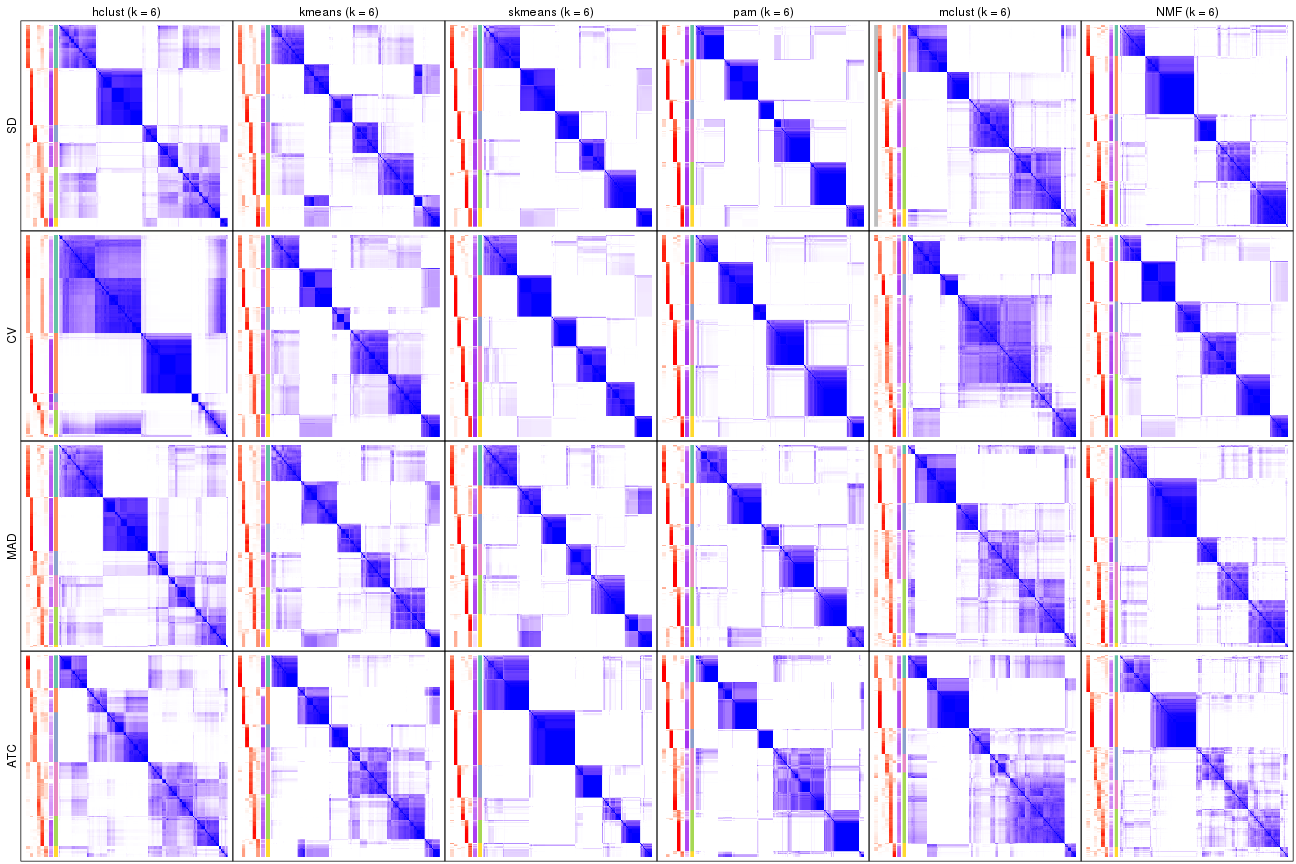 hclust (k = 6) kmeans (k = 6) skmeans (k = 6) pam (k = 6) mclust (k = 6) NMF (k = 6)
SD
CV
MAD
ATC